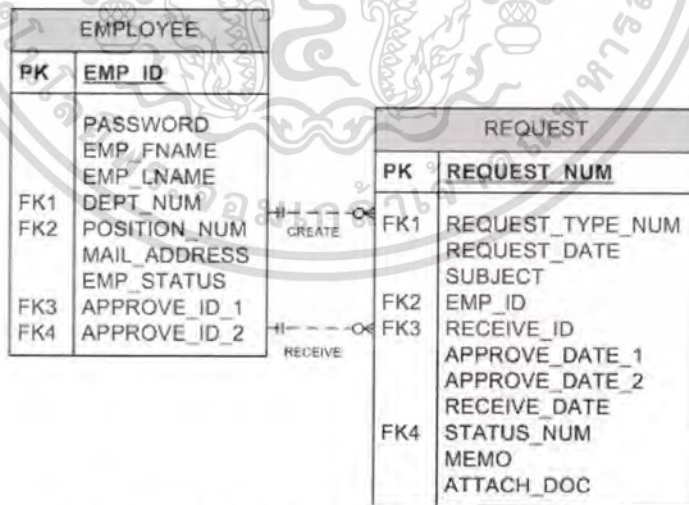 EMPLOYEE
PK EMP_ID
PASSWORD
EMP_FNAME
EMP_LNAME
FK1 DEPT_NUM
FK2 POSITION_NUM
MAIL_ADDRESS
EMP_STATUS
FK3 APPROVE_ID_1
FK4 APPROVE_ID_2
CREATE
RECEIVE
REQUEST
PK REQUEST_NUM
FK1 REQUEST_TYPE_NUM
REQUEST_DATE
SUBJECT
FK2 EMP_ID
FK3 RECEIVE_ID
APPROVE_DATE_1
APPROVE_DATE_2
RECEIVE_DATE
FK4 STATUS_NUM
MEMO
ATTACH_DOC